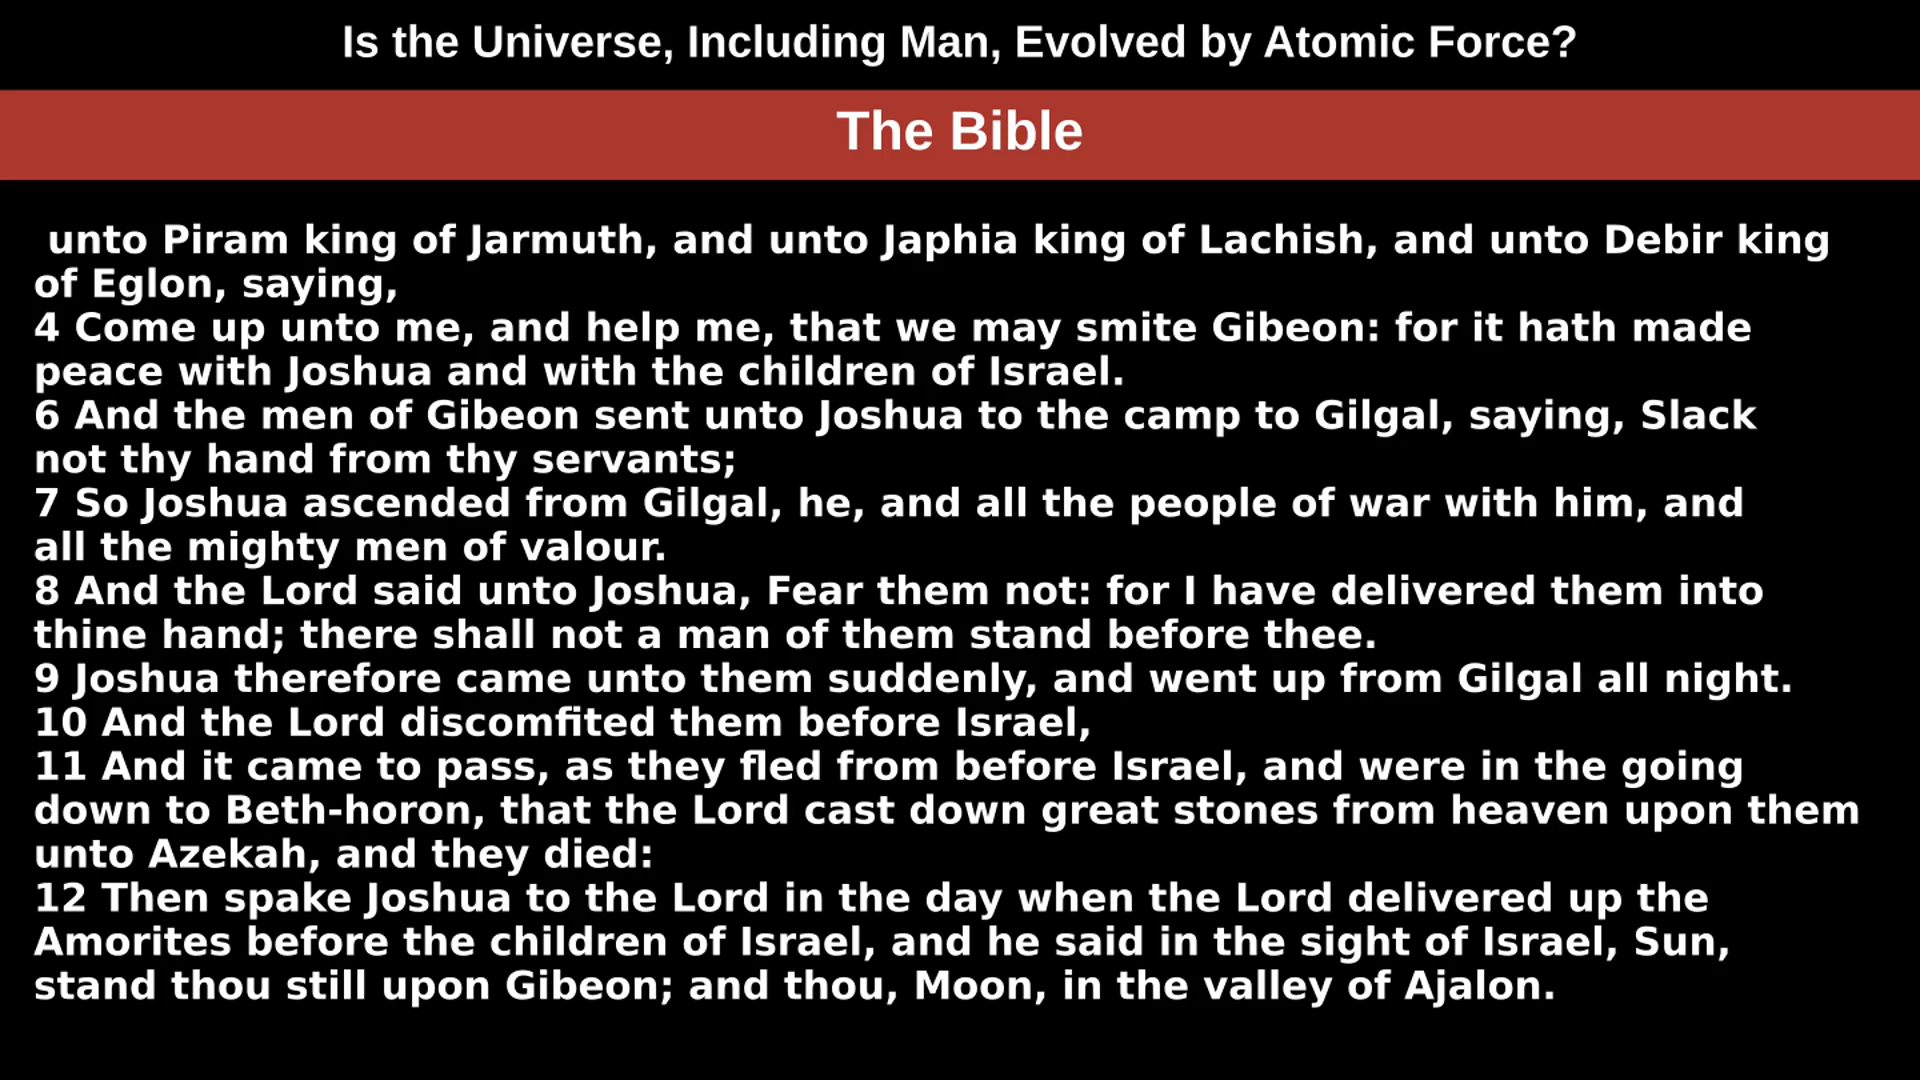 Is the Universe, Including Man, Evolved by Atomic Force?
The Bible
unto Piram king of Jarmuth, and unto Japhia king of Lachish, and unto Debir king
of Eglon, saying,
4 Come up unto me, and help me, that we may smite Gibeon: for it hath made
peace with Joshua and with the children of Israel.
6 And the men of Gibeon sent unto Joshua to the camp to Gilgal, saying, Slack
not thy hand from thy servants;
7 So Joshua ascended from Gilgal, he, and all the people of war with him, and
all the mighty men of valour.
8 And the Lord said unto Joshua, Fear them not: for I have delivered them into
thine hand; there shall not a man of them stand before thee.
9 Joshua therefore came unto them suddenly, and went up from Gilgal all night.
10 And the Lord discomfited them before Israel,
11 And it came to pass, as they fled from before Israel, and were in the going
down to Beth-horon, that the Lord cast down great stones from heaven upon them
unto Azekah, and they died:
12 Then spake Joshua to the Lord in the day when the Lord delivered up the
Amorites before the children of Israel, and he said in the sight of Israel, Sun,
stand thou still upon Gibeon; and thou, Moon, in the valley of Ajalon.